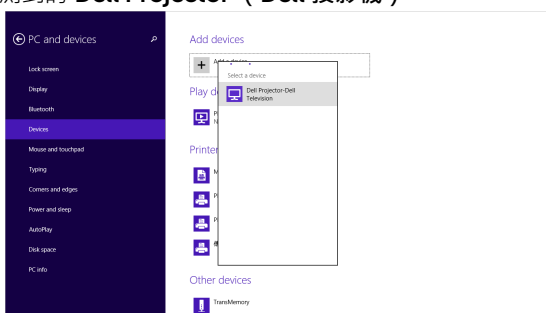 Dell Projector（Dell 投影機）
PC and devices
Lock screen
Display
Bluetooth
Devices
Mouse and touchpad
Typing
Corners and edges
Power and sleep
AutoPlay
Disk space
PC info
Add devices
Select a device
Dell Projector-Dell
Television
Play d
P
N
Printer
M
P
P
Other devices
TransMemory